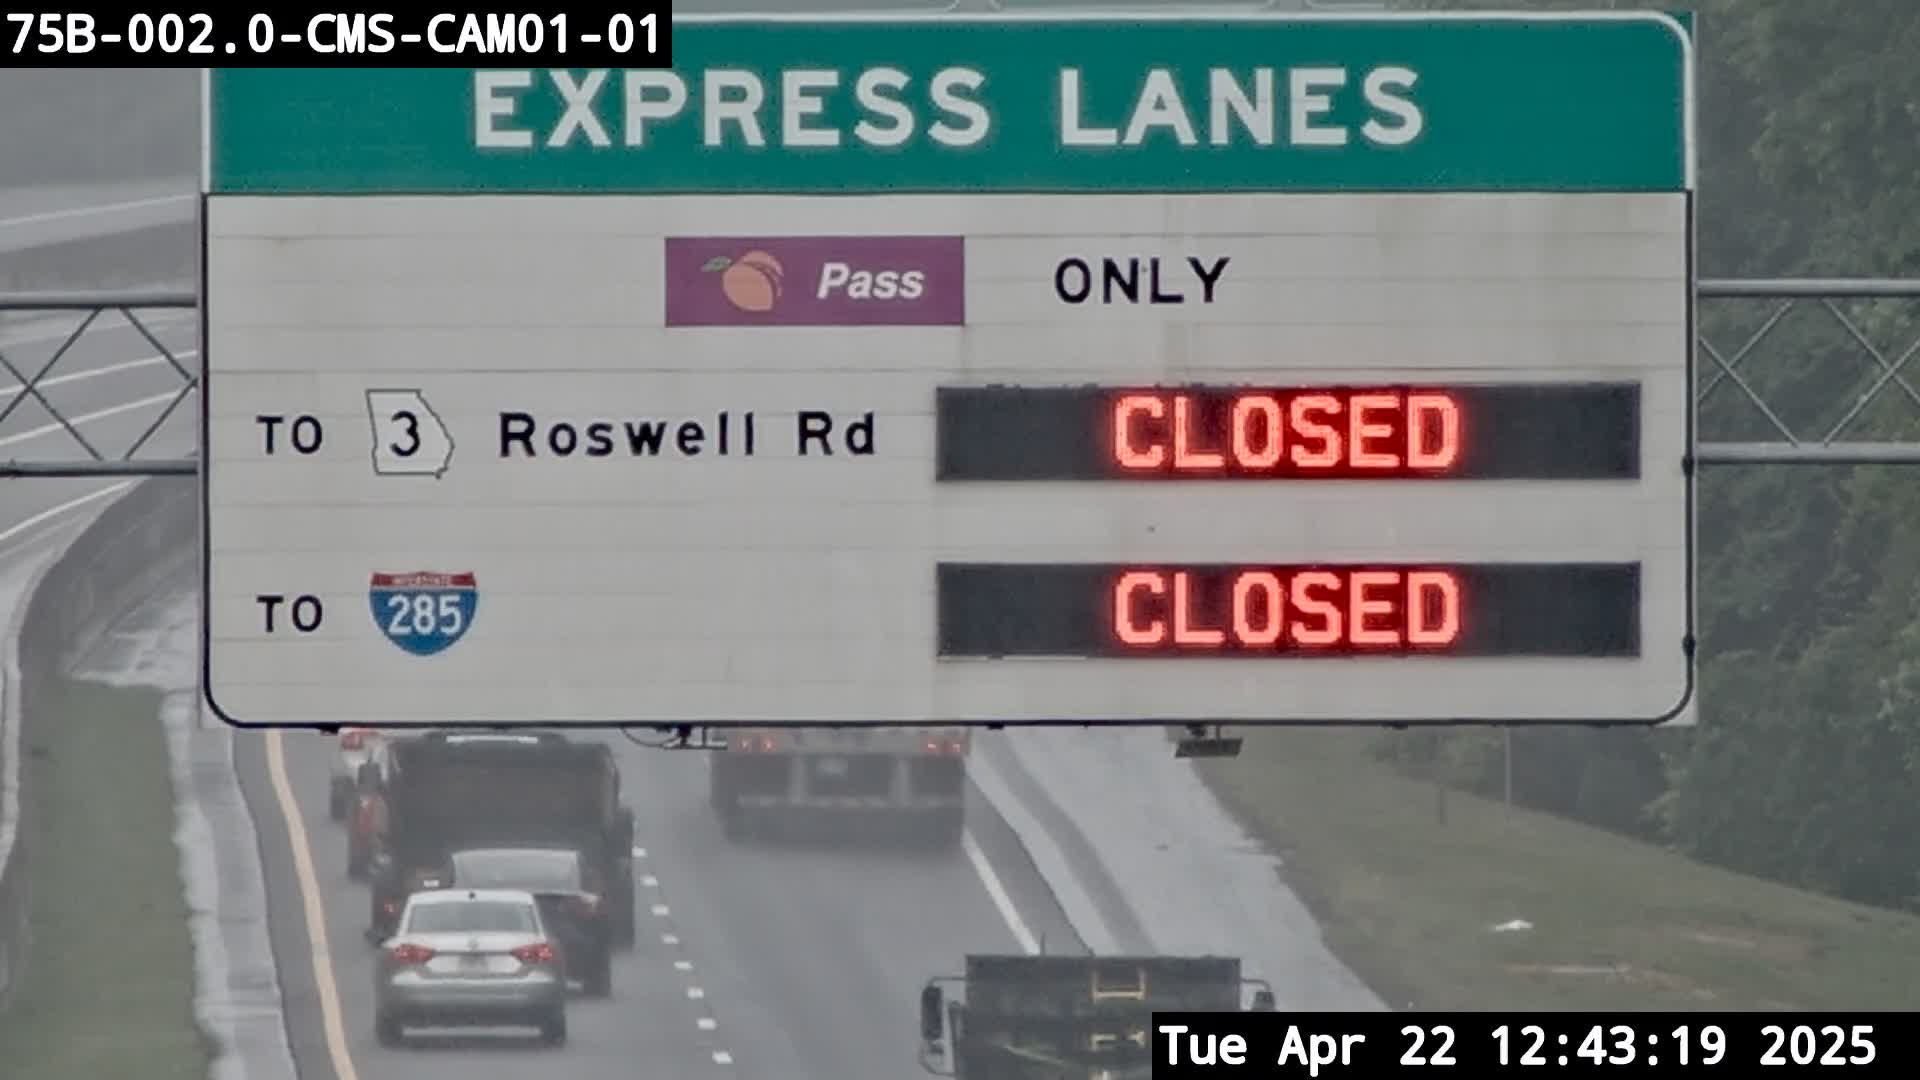 75B-002.0-CMS-CAM01-01
EXPRESS LANES
Pass ONLY
TO 3 Roswell Rd CLOSED
TO INTERSTATE 285 CLOSED
Tue Apr 22 12:43:19 2025